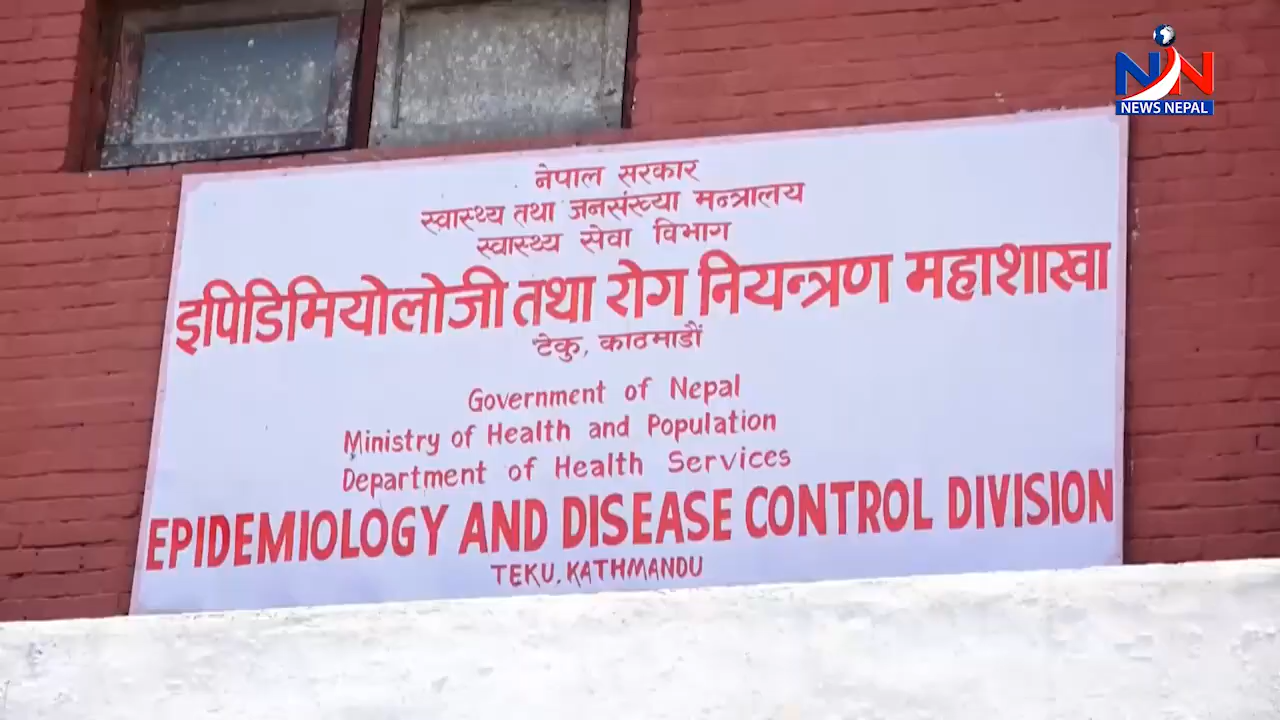 NN
NEWS NEPAL
नेपाल सरकार
स्वास्थ्य तथा जनसंख्या मन्त्रालय
स्वास्थ्य सेवा विभाग
इपिडिमियोलोजी तथा रोग नियन्त्रण महाशाखा
टेकु, काठमाडौं
Government of Nepal
Ministry of Health and Population
Department of Health Services
EPIDEMIOLOGY AND DISEASE CONTROL DIVISION
TEKU, KATHMANDU